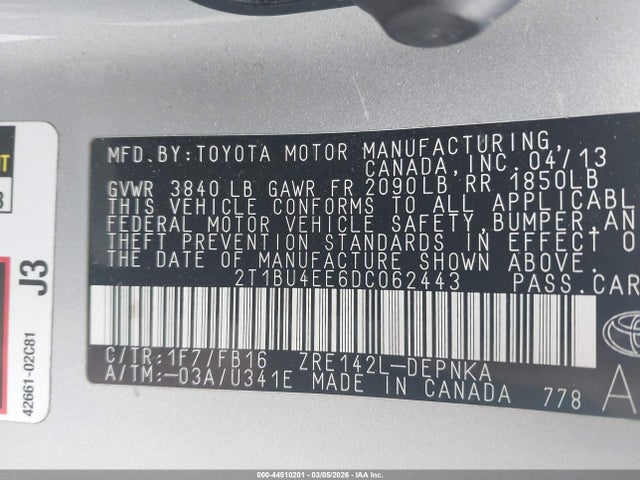 MFD.BY:TOYOTA MOTOR MANUFACTURING,
CANADA,INC. 04/13
GVWR 3840 LB GAWR FR 2090LB RR 1850LB
THIS VEHICLE CONFORMS TO ALL APPLICABL
FEDERAL MOTOR VEHICLE SAFETY,BUMPER,AN
THEFT PREVENTION STANDARDS IN EFFECT O
THE DATE OF MANUFACTURE SHOWN ABOVE.
2T1BU4EE6DC062443 PASS.CAR
C/TR:1F7/FB16 ZRE142L-DEPNKA
A/TM:-03A/U341E MADE IN CANADA 778 A
J3
42661-02C81
000-44510201 - 03/05/2026 - IAAI, Inc.